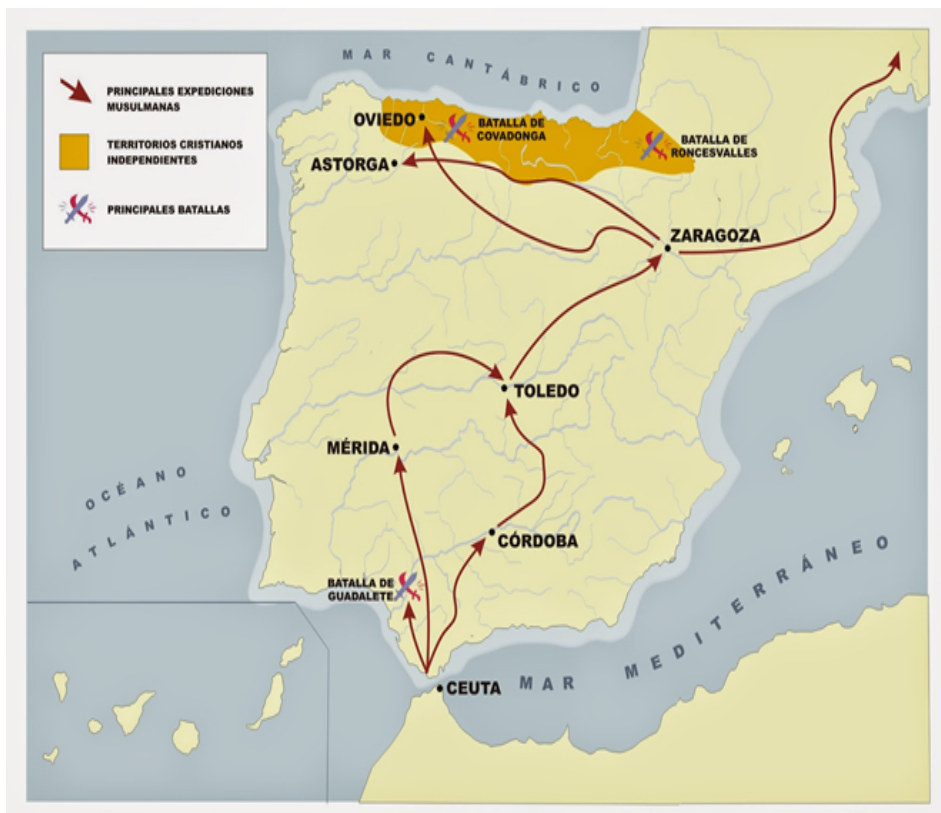 MAR CANTÁBRICO
PRINCIPALES EXPEDICIONES
MUSULMANAS
TERRITORIOS CRISTIANOS
INDEPENDIENTES
PRINCIPALES BATALLAS
OVIEDO
BATALLA DE
COVADONGA
BATALLA DE
RONCESVALLES
ASTORGA
ZARAGOZA
TOLEDO
MÉRIDA
OCÉANO
ATLÁNTICO
CÓRDOBA
BATALLA DE
GUADALETE
MAR MEDITERRÁNEO
CEUTA